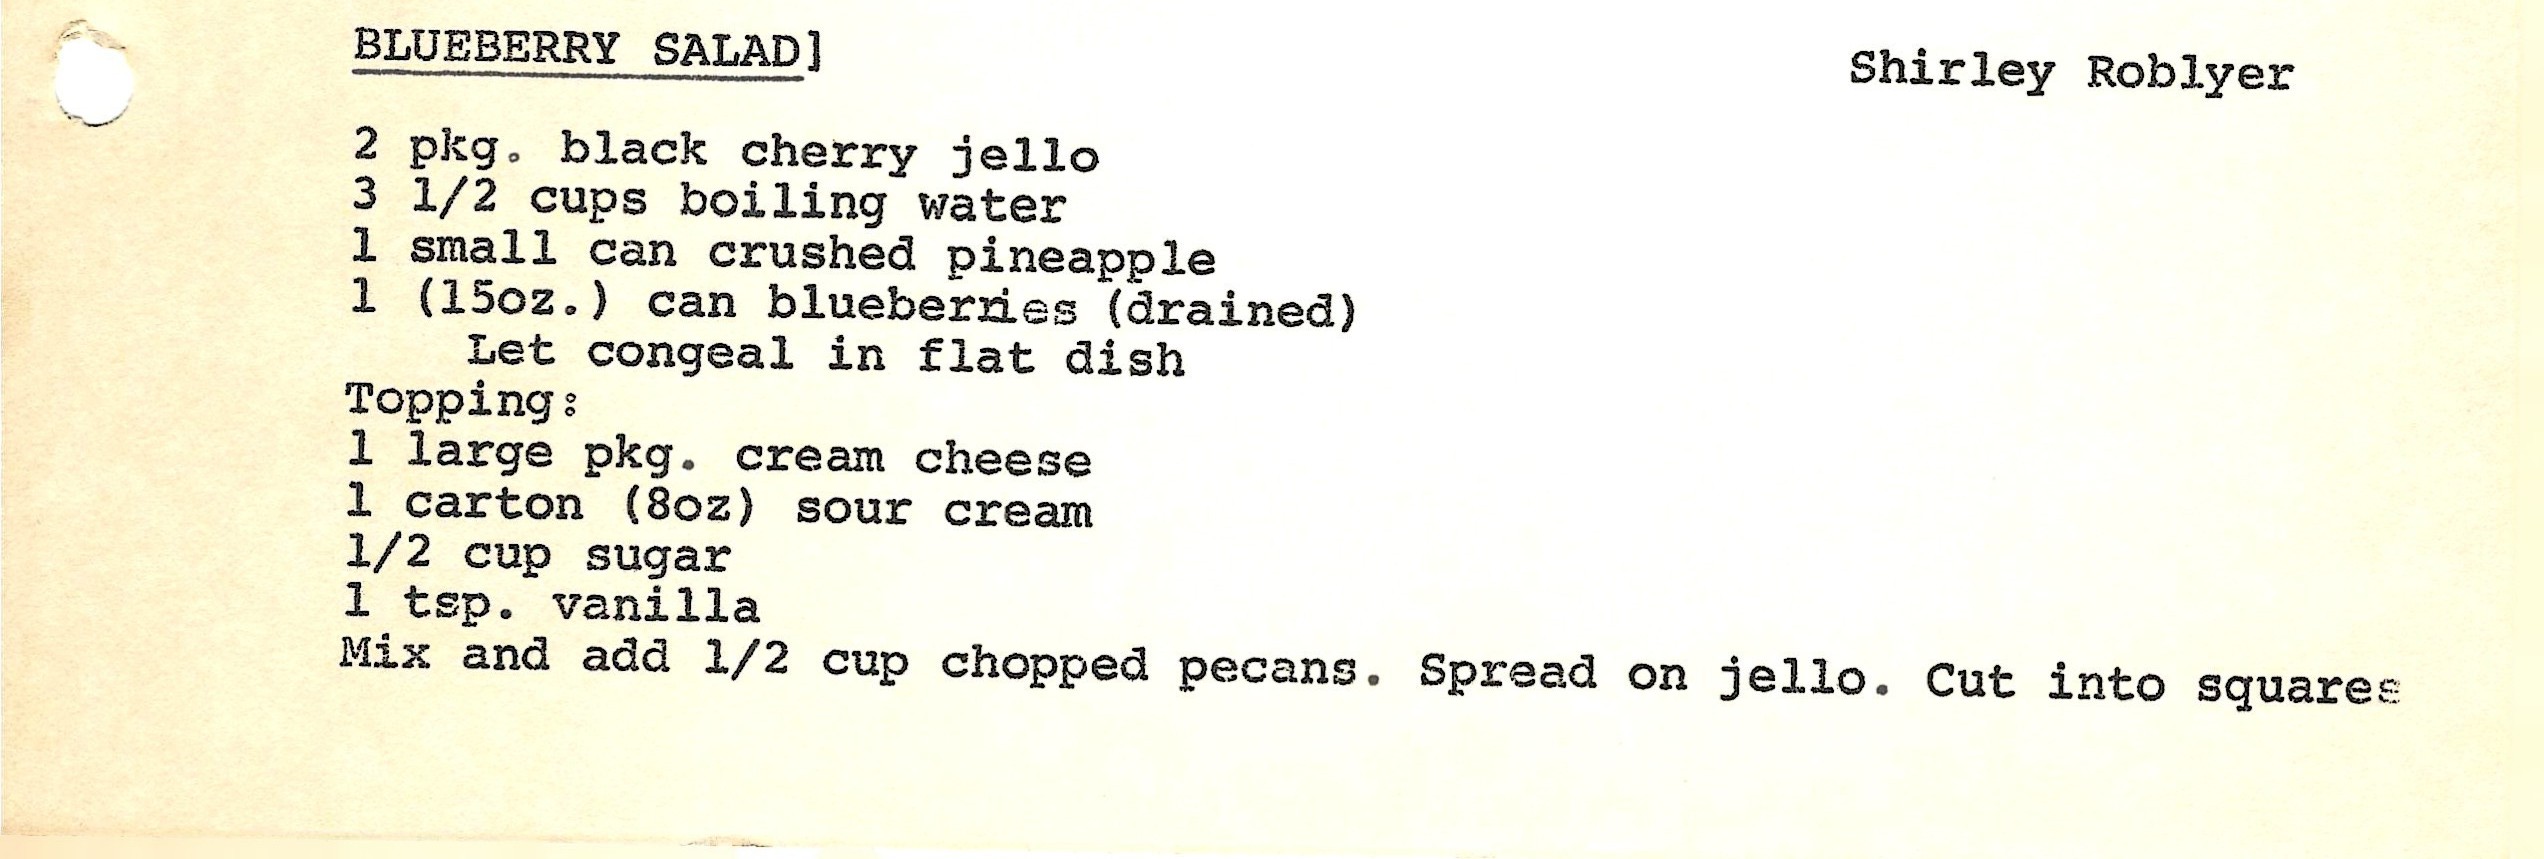 BLUEBERRY SALAD]
Shirley Roblyer
2 pkg. black cherry jello
3 1/2 cups boiling water
1 small can crushed pineapple
1 (15oz.) can blueberries (drained)
Let congeal in flat dish
Topping:
1 large pkg. cream cheese
1 carton (8oz) sour cream
1/2 cup sugar
1 tsp. vanilla
Mix and add 1/2 cup chopped pecans. Spread on jello. Cut into squares